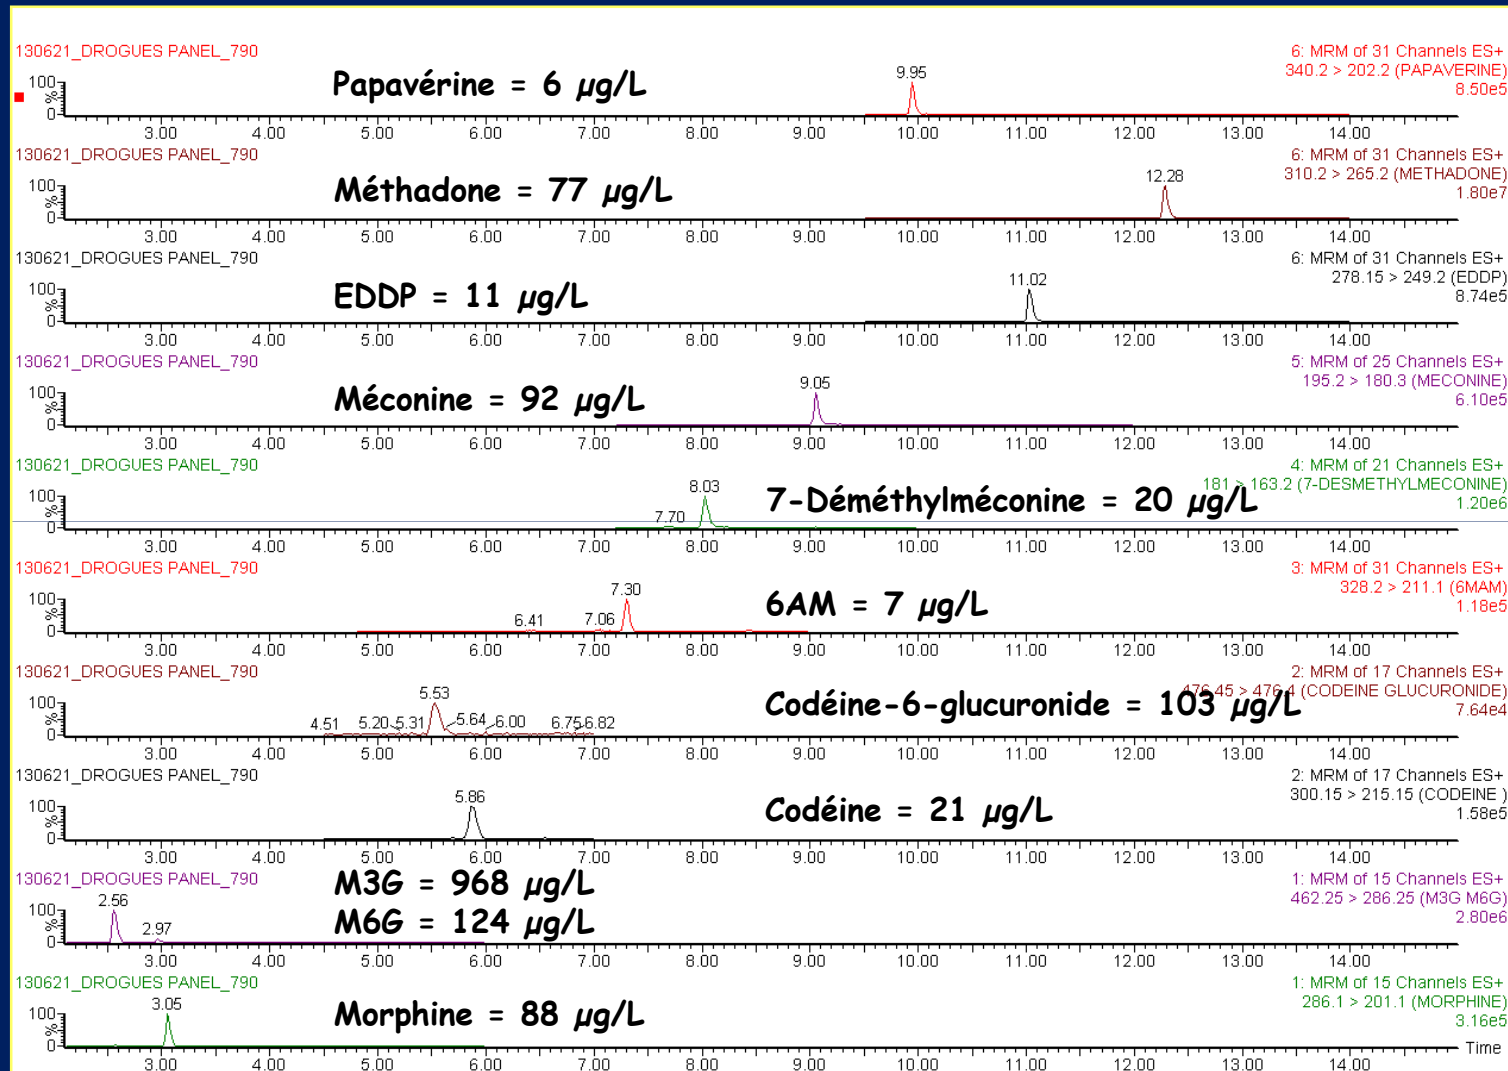 130621_DROGUES PANEL_790
6: MRM of 31 Channels ES+
340.2 > 202.2 (PAPAVERINE)
8.50e5
Papavérine = 6 µg/L
9.95
100
%
0
3.00 4.00 5.00 6.00 7.00 8.00 9.00 10.00 11.00 12.00 13.00 14.00
130621_DROGUES PANEL_790
6: MRM of 31 Channels ES+
310.2 > 265.2 (METHADONE)
1.80e7
Méthadone = 77 µg/L
12.28
100
%
0
3.00 4.00 5.00 6.00 7.00 8.00 9.00 10.00 11.00 12.00 13.00 14.00
130621_DROGUES PANEL_790
6: MRM of 31 Channels ES+
278.15 > 249.2 (EDDP)
8.74e5
EDDP = 11 µg/L
11.02
100
%
0
3.00 4.00 5.00 6.00 7.00 8.00 9.00 10.00 11.00 12.00 13.00 14.00
130621_DROGUES PANEL_790
5: MRM of 25 Channels ES+
195.2 > 180.3 (MECONINE)
6.10e5
Méconine = 92 µg/L
9.05
100
%
0
3.00 4.00 5.00 6.00 7.00 8.00 9.00 10.00 11.00 12.00 13.00 14.00
130621_DROGUES PANEL_790
4: MRM of 21 Channels ES+
181 > 163.2 (7-DESMETHYLMECONINE)
1.20e6
7-Déméthylméconine = 20 µg/L
8.03
7.70
100
%
0
3.00 4.00 5.00 6.00 7.00 8.00 9.00 10.00 11.00 12.00 13.00 14.00
130621_DROGUES PANEL_790
3: MRM of 31 Channels ES+
328.2 > 211.1 (6MAM)
1.18e5
6AM = 7 µg/L
7.30
6.41 7.06
100
%
0
3.00 4.00 5.00 6.00 7.00 8.00 9.00 10.00 11.00 12.00 13.00 14.00
130621_DROGUES PANEL_790
2: MRM of 17 Channels ES+
476.45 > 476.4 (CODEINE GLUCURONIDE)
7.64e4
Codéine-6-glucuronide = 103 µg/L
5.53
4.51 5.20 5.31 5.64 6.00 6.75 6.82
100
%
0
3.00 4.00 5.00 6.00 7.00 8.00 9.00 10.00 11.00 12.00 13.00 14.00
130621_DROGUES PANEL_790
2: MRM of 17 Channels ES+
300.15 > 215.15 (CODEINE )
1.58e5
Codéine = 21 µg/L
5.86
100
%
0
3.00 4.00 5.00 6.00 7.00 8.00 9.00 10.00 11.00 12.00 13.00 14.00
130621_DROGUES PANEL_790
1: MRM of 15 Channels ES+
462.25 > 286.25 (M3G M6G)
2.80e6
M3G = 968 µg/L
M6G = 124 µg/L
2.56
2.97
100
%
0
3.00 4.00 5.00 6.00 7.00 8.00 9.00 10.00 11.00 12.00 13.00 14.00
130621_DROGUES PANEL_790
1: MRM of 15 Channels ES+
286.1 > 201.1 (MORPHINE)
3.16e5
Morphine = 88 µg/L
3.05
100
%
0
Time
3.00 4.00 5.00 6.00 7.00 8.00 9.00 10.00 11.00 12.00 13.00 14.00